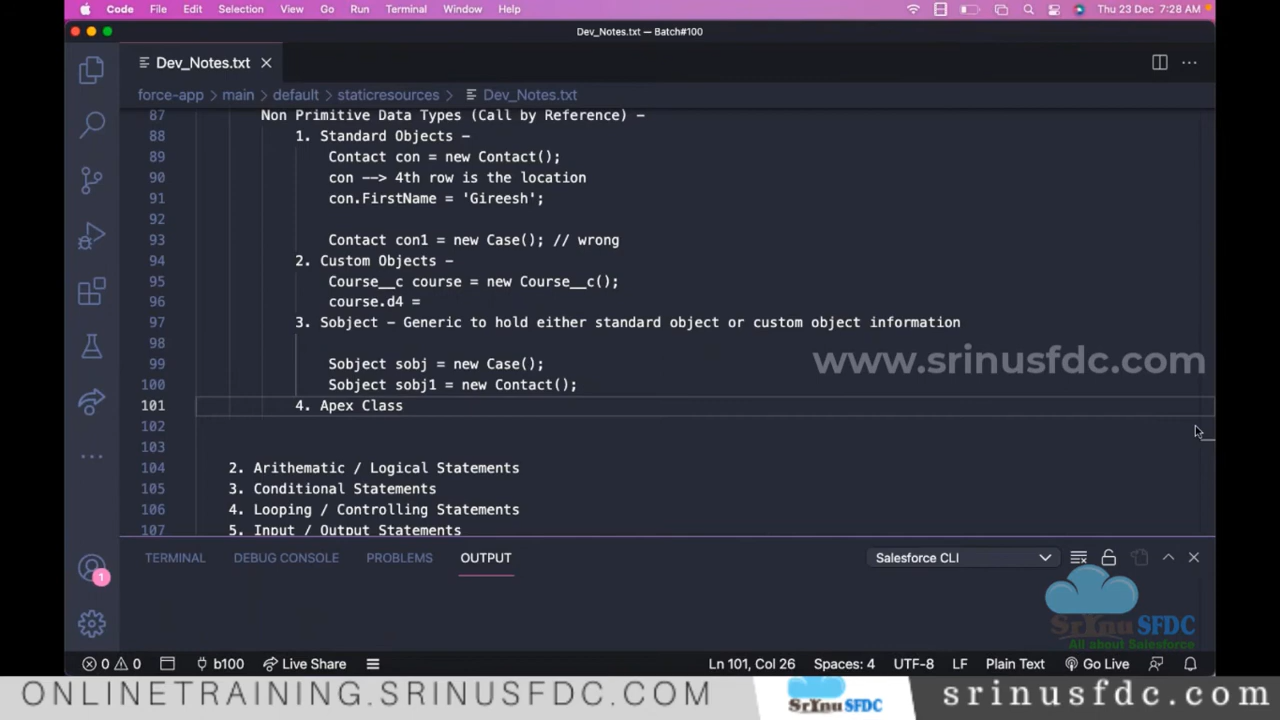 Code File Edit Selection View Go Run Terminal Window Help Thu 23 Dec 7:28 AM
Dev_Notes.txt — Batch#100
Dev_Notes.txt
force-app > main > default > staticresources > Dev_Notes.txt
87 Non Primitive Data Types (Call by Reference) –
88 1. Standard Objects –
89 Contact con = new Contact();
90 con --> 4th row is the location
91 con.FirstName = 'Gireesh';
92
93 Contact con1 = new Case(); // wrong
94 2. Custom Objects –
95 Course__c course = new Course__c();
96 course.d4 =
97 3. Sobject – Generic to hold either standard object or custom object information
98
www.srinusfdc.com
99 Sobject sobj = new Case();
100 Sobject sobj1 = new Contact();
101 4. Apex Class
102
103
104 2. Arithematic / Logical Statements
105 3. Conditional Statements
106 4. Looping / Controlling Statements
107 5. Input / Output Statements
TERMINAL DEBUG CONSOLE PROBLEMS OUTPUT Salesforce CLI
1
SrInu SFDC
All about Salesforce
0 0 b100 Live Share Ln 101, Col 26 Spaces: 4 UTF-8 LF Plain Text Go Live
ONLINETRAINING.SRINUSFDC.COM SrYnu SFDC srinusfdc.com